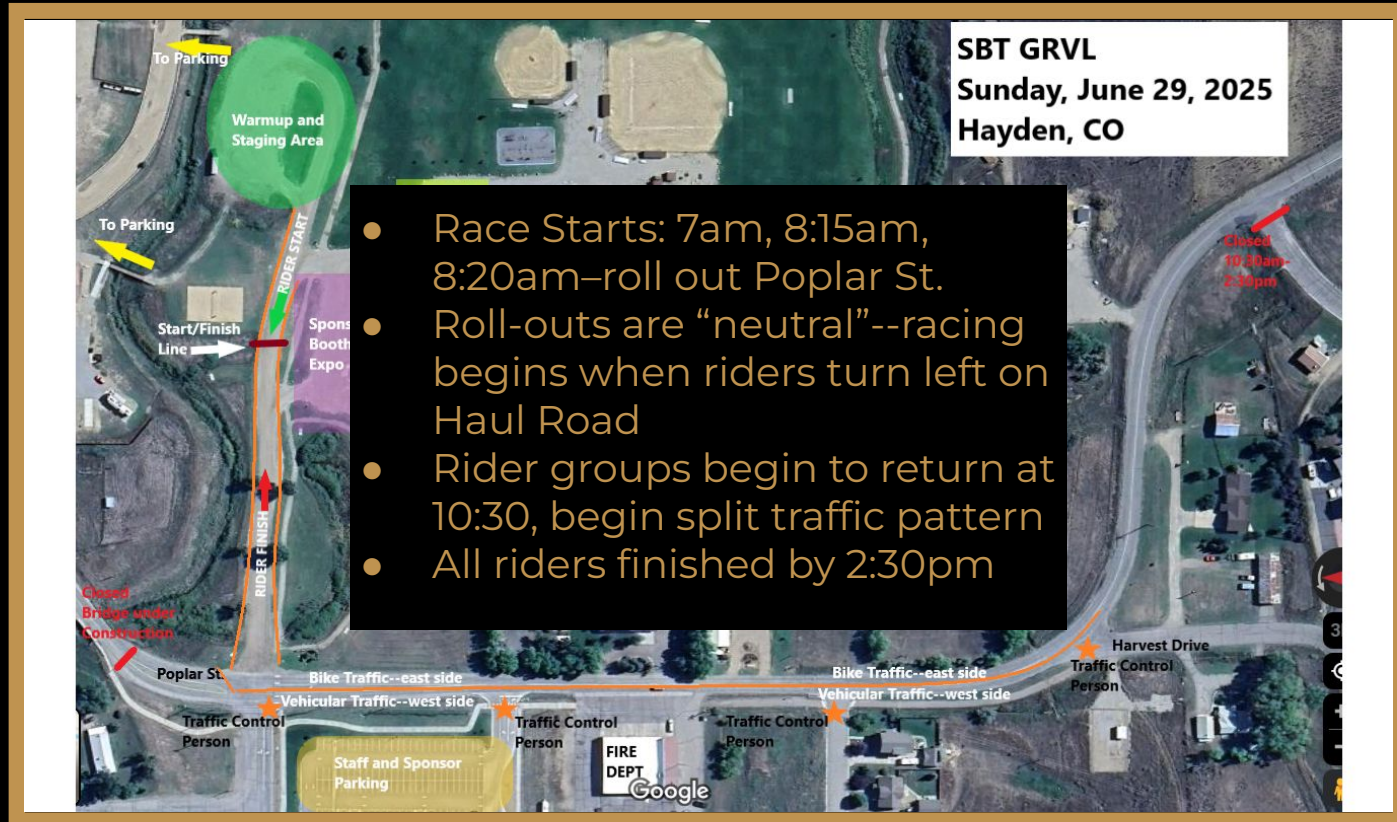 SBT GRVL
Sunday, June 29, 2025
Hayden, CO
To Parking
Warmup and
Staging Area
To Parking
RIDER START
Start/Finish
Line
Spons
Booth
Expo
● Race Starts: 7am, 8:15am,
8:20am–roll out Poplar St.
● Roll-outs are “neutral”--racing
begins when riders turn left on
Haul Road
● Rider groups begin to return at
10:30, begin split traffic pattern
● All riders finished by 2:30pm
Closed
10:30am-
2:30pm
RIDER FINISH
Closed
Bridge under
Construction
Poplar St.
Bike Traffic--east side
Vehicular Traffic--west side
Bike Traffic--east side
Vehicular Traffic--west side
Harvest Drive
Traffic Control
Person
Traffic Control
Person
Traffic Control
Person
Traffic Control
Person
Staff and Sponsor
Parking
FIRE
DEPT
Google